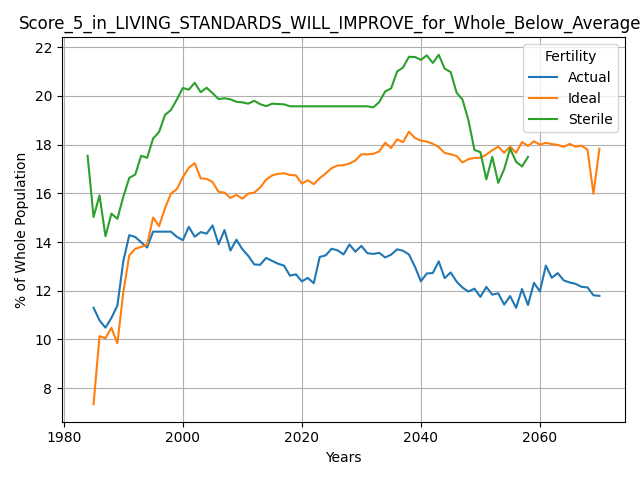 Score_5_in_LIVING_STANDARDS_WILL_IMPROVE_for_Whole_Below_Average
% of Whole Population
22
20
18
16
14
12
10
8
Fertility
Actual
Ideal
Sterile
1980
2000
2020
2040
2060
Years